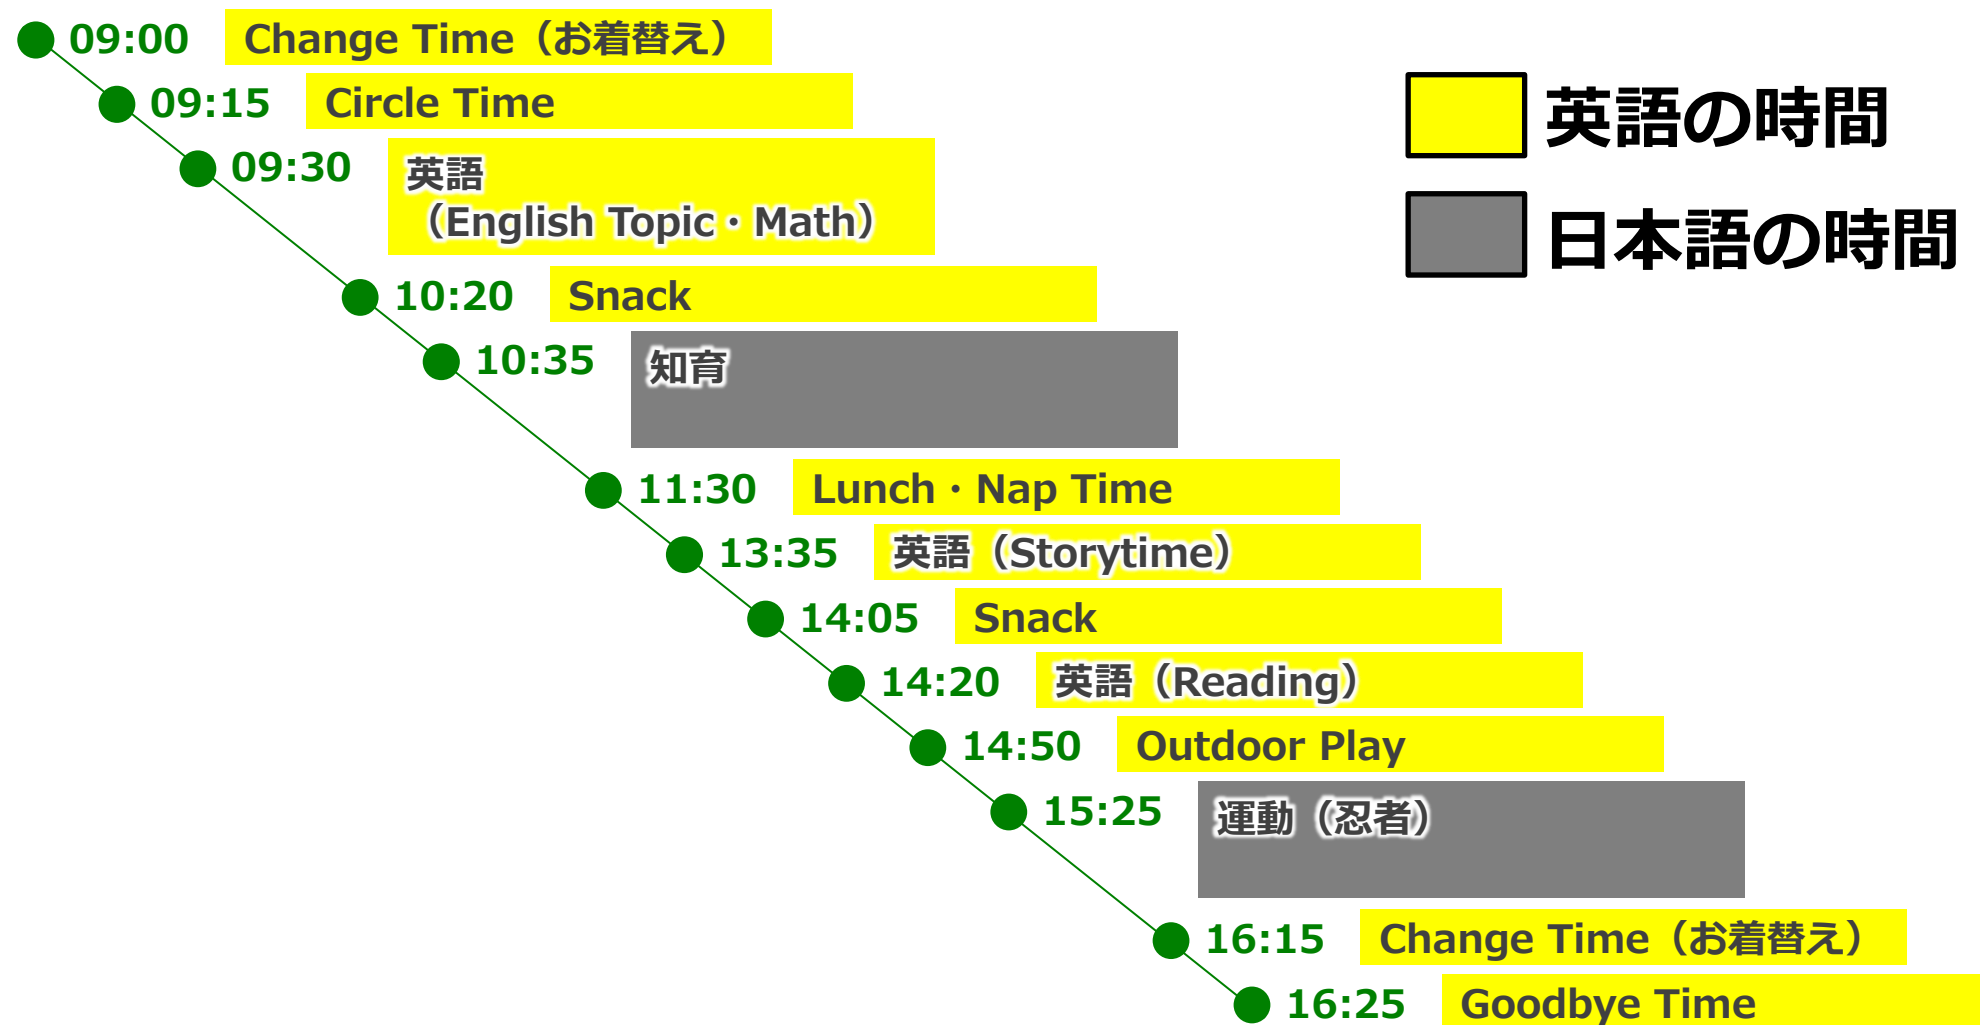 09:00 Change Time（お着替え）
09:15 Circle Time
09:30 英語
（English Topic・Math）
10:20 Snack
10:35 知育
11:30 Lunch・Nap Time
13:35 英語（Storytime）
14:05 Snack
14:20 英語（Reading）
14:50 Outdoor Play
15:25 運動（忍者）
16:15 Change Time（お着替え）
16:25 Goodbye Time
英語の時間
日本語の時間